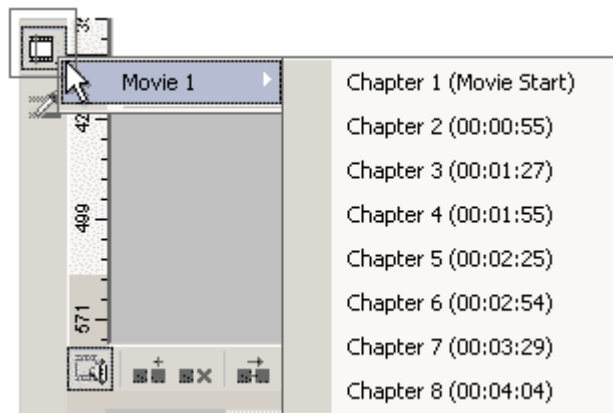 Movie 1
Chapter 1 (Movie Start)
Chapter 2 (00:00:55)
Chapter 3 (00:01:27)
Chapter 4 (00:01:55)
Chapter 5 (00:02:25)
Chapter 6 (00:02:54)
Chapter 7 (00:03:29)
Chapter 8 (00:04:04)
499
571